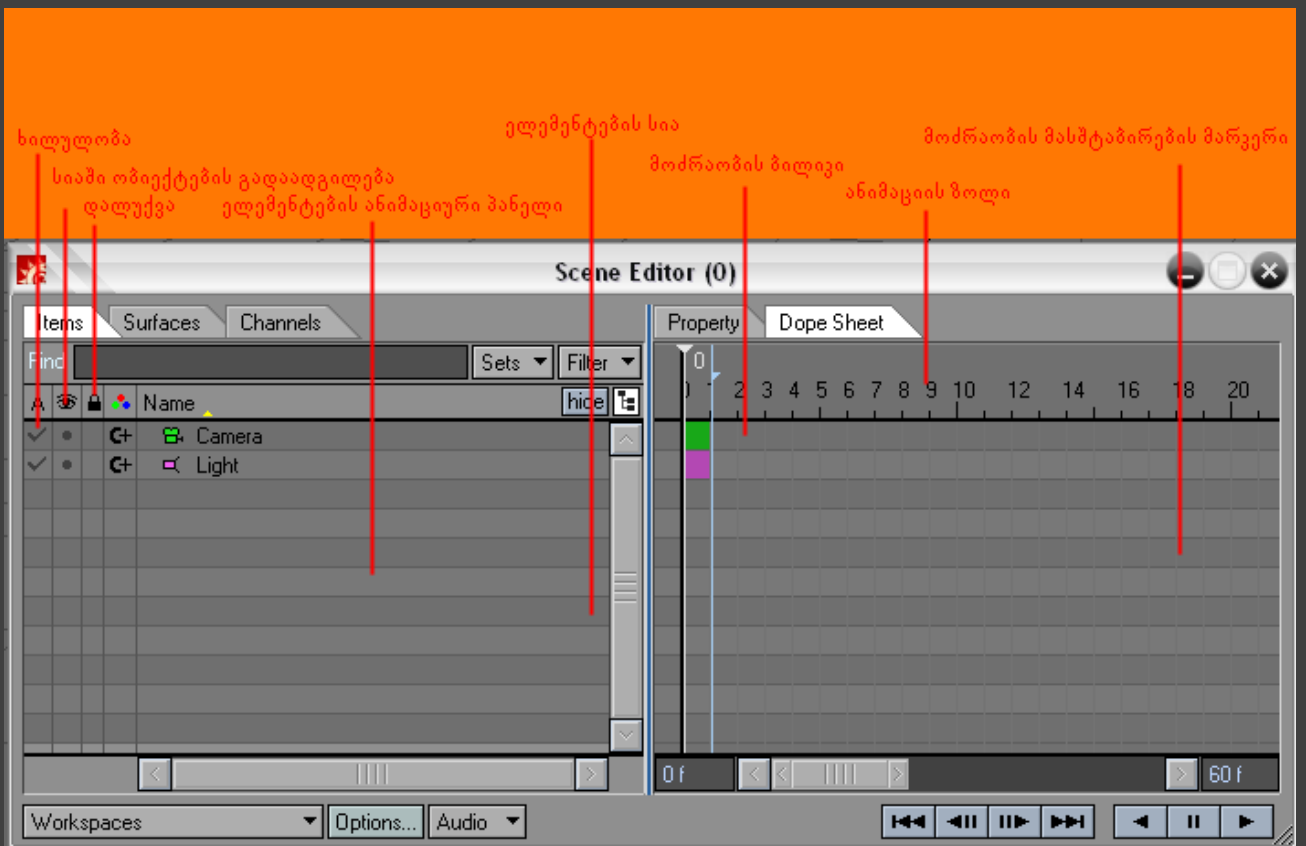 ელემენტების სია
ხილულობა
მოძრაობის მასშტაბირების მარკერი
მოძრაობის ბილიკი
სიაში ობიექტების გადაადგილება
ანიმაციის ზოლი
დალუქვა
ელემენტების ანიმაციური პანელი
Scene Editor (0)
Items Surfaces Channels
Property Dope Sheet
Find Sets Filter
0
A Name hide
0 1 2 3 4 5 6 7 8 9 10 12 14 16 18 20
Camera
Light
0 f 60 f
Workspaces Options... Audio